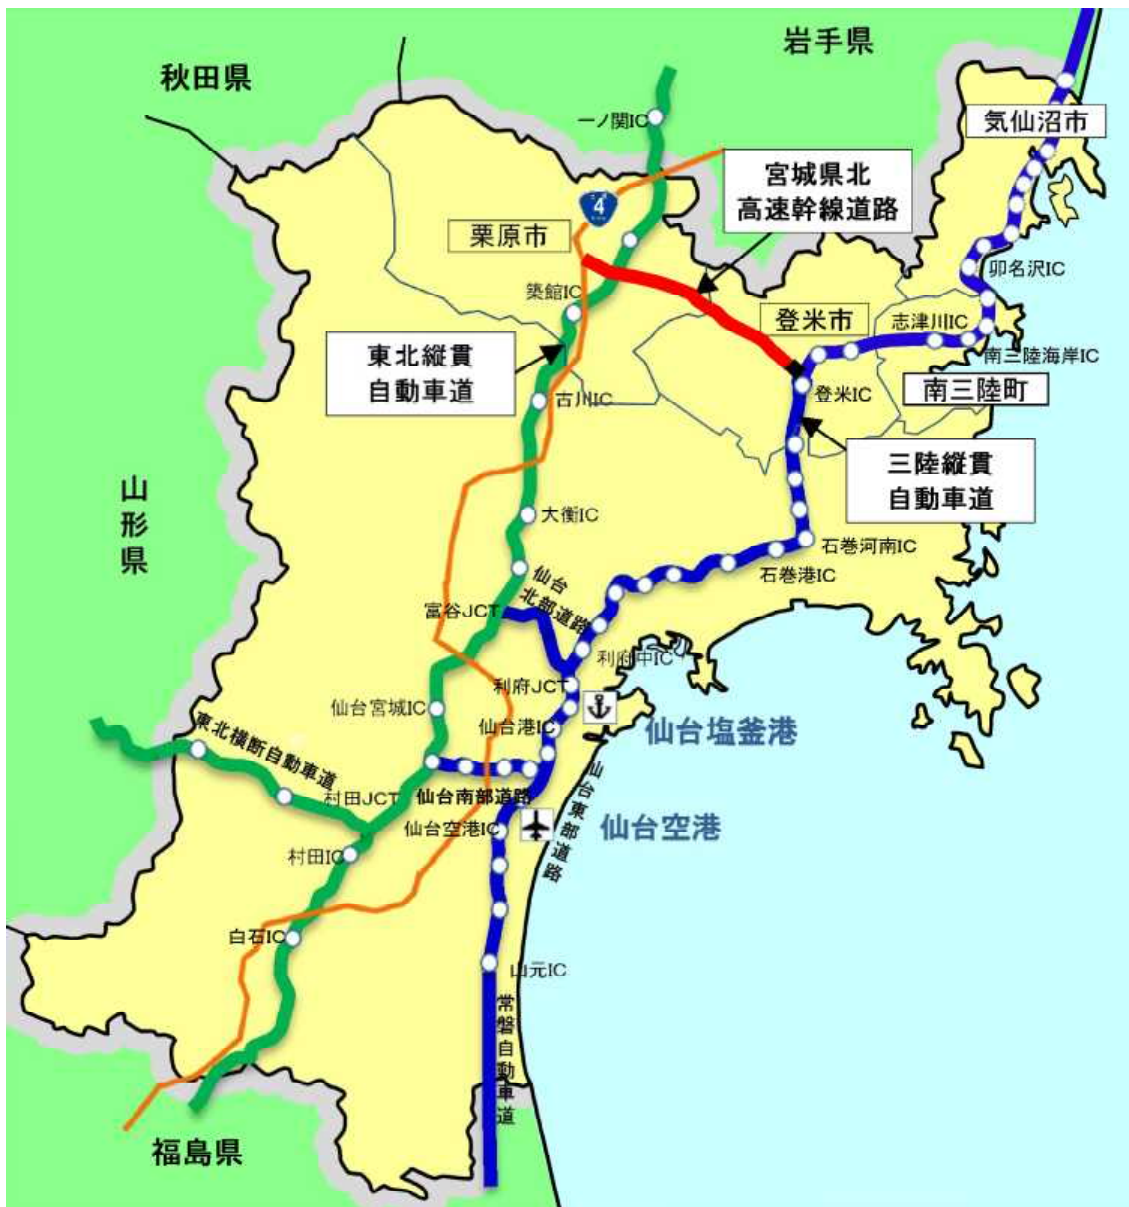 岩手県
秋田県
気仙沼市
一ノ関IC
宮城県北
高速幹線道路
4
栗原市
卯名沢IC
築館IC
登米市
志津川IC
東北縦貫
自動車道
南三陸海岸IC
登米IC
南三陸町
古川IC
三陸縦貫
自動車道
山形県
大衡IC
石巻河南IC
石巻港IC
仙台
北部道路
富谷JCT
利府中IC
利府JCT
仙台宮城IC
仙台港IC
仙台塩釜港
東北横断自動車道
仙台東部道路
村田JCT
仙台南部道路
仙台空港IC
仙台空港
村田IC
白石IC
山元IC
常磐自動車道
福島県